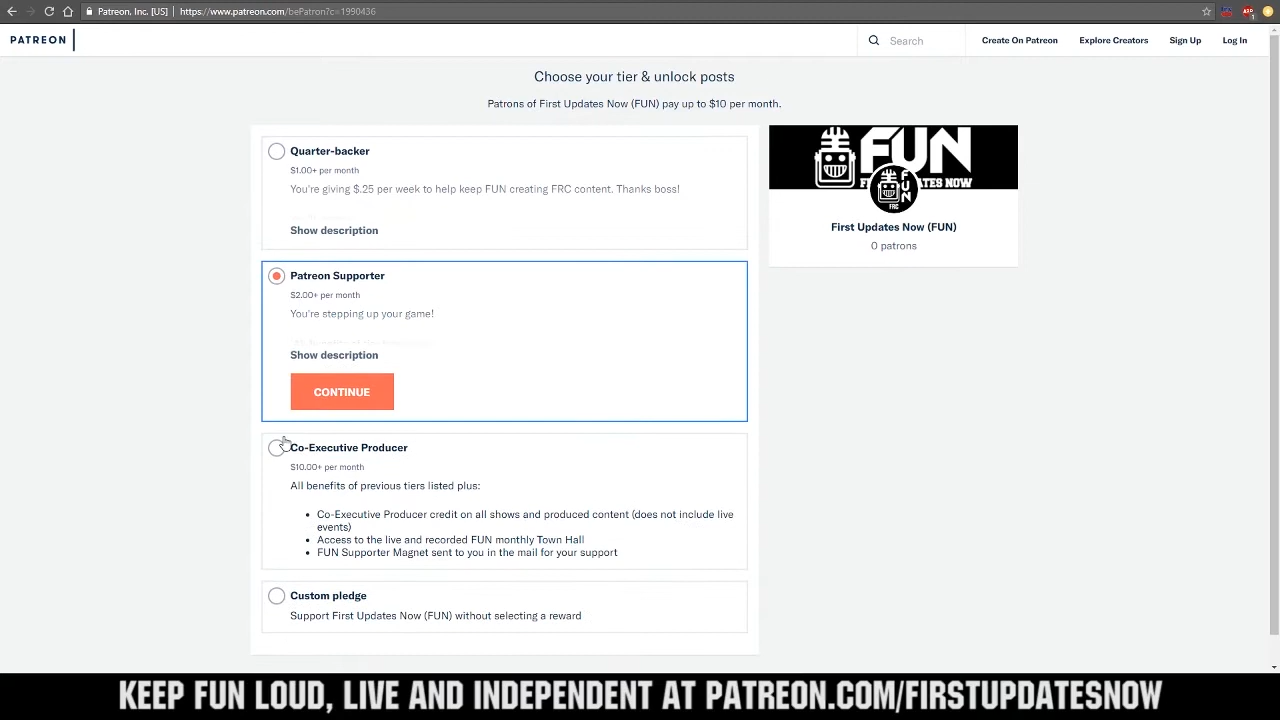 Patreon, Inc. [US] https://www.patreon.com/bePatron?c=1990436
PATREON
Search
Create On Patreon
Explore Creators
Sign Up
Log In
Choose your tier & unlock posts
Patrons of First Updates Now (FUN) pay up to $10 per month.
Quarter-backer
$1.00+ per month
You're giving $.25 per week to help keep FUN creating FRC content. Thanks boss!
Show description
Patreon Supporter
$2.00+ per month
You're stepping up your game!
Show description
CONTINUE
Co-Executive Producer
$10.00+ per month
All benefits of previous tiers listed plus:
• Co-Executive Producer credit on all shows and produced content (does not include live
events)
• Access to the live and recorded FUN monthly Town Hall
• FUN Supporter Magnet sent to you in the mail for your support
Custom pledge
Support First Updates Now (FUN) without selecting a reward
FUN
FUN
FRC
First Updates Now (FUN)
0 patrons
KEEP FUN LOUD, LIVE AND INDEPENDENT AT PATREON.COM/FIRSTUPDATESNOW